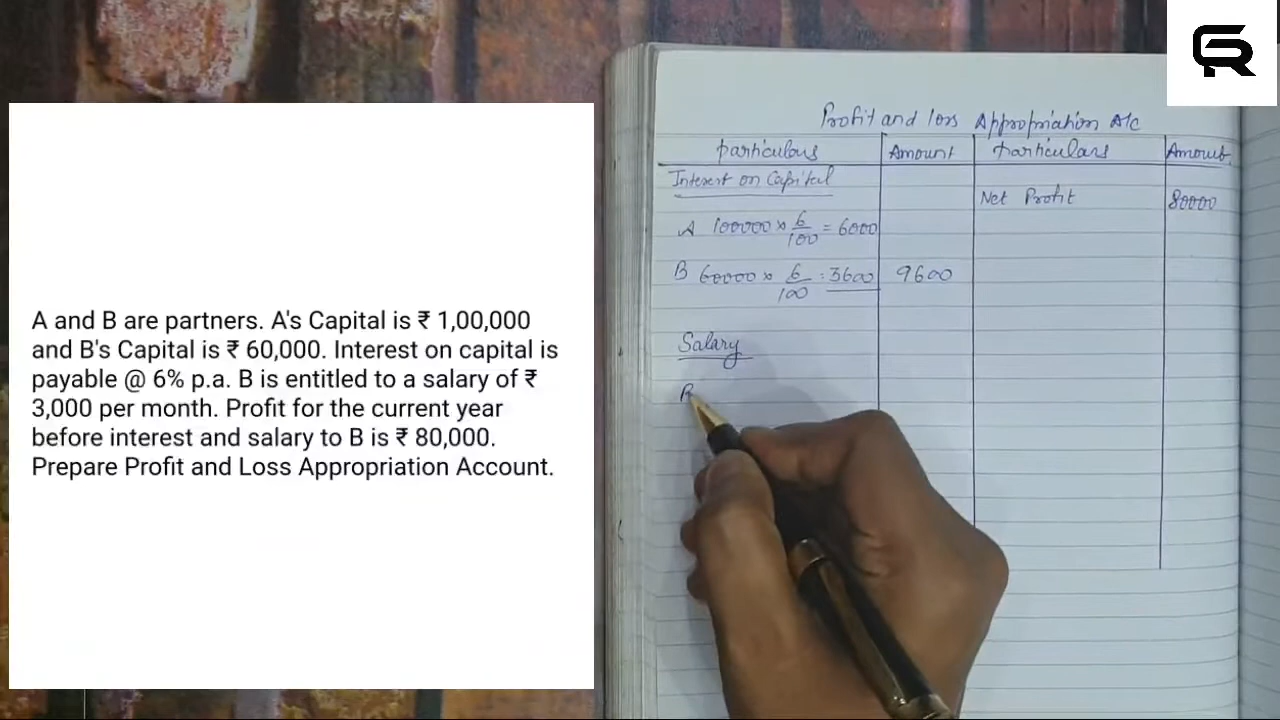 A and B are partners. A's Capital is ₹ 1,00,000
and B's Capital is ₹ 60,000. Interest on capital is
payable @ 6% p.a. B is entitled to a salary of ₹
3,000 per month. Profit for the current year
before interest and salary to B is ₹ 80,000.
Prepare Profit and Loss Appropriation Account.
GR
Profit and loss Appropriation A/c
particulars Amount particulars Amount
Interest on Capital
Net Profit 80000
A 100000 × 6/100 = 6000
B 60000 × 6/100 = 3600 9600
Salary
B